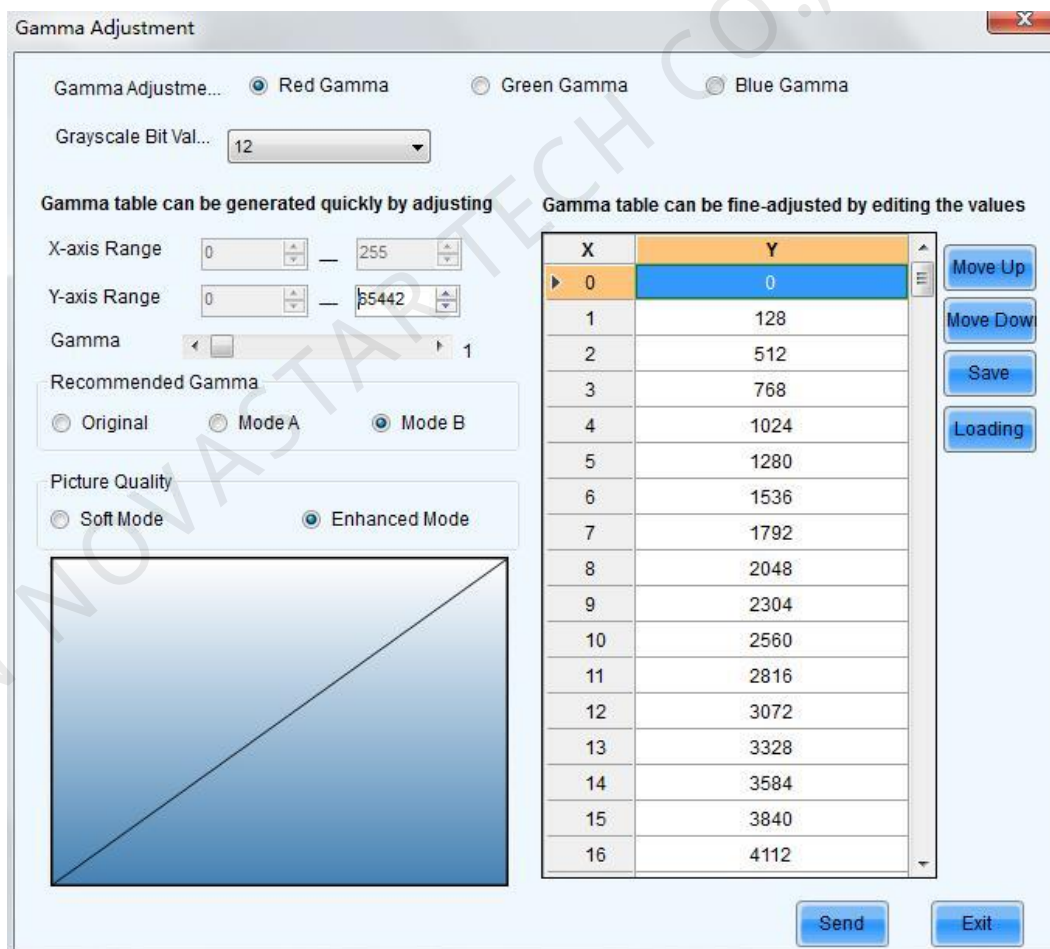 Gamma Adjustment
Gamma Adjustme... Red Gamma Green Gamma Blue Gamma
Grayscale Bit Val... 12
Gamma table can be generated quickly by adjusting
X-axis Range 0 — 255
Y-axis Range 0 — 65442
Gamma 1
Recommended Gamma
Original Mode A Mode B
Picture Quality
Soft Mode Enhanced Mode
Gamma table can be fine-adjusted by editing the values
X Y
0 0
1 128
2 512
3 768
4 1024
5 1280
6 1536
7 1792
8 2048
9 2304
10 2560
11 2816
12 3072
13 3328
14 3584
15 3840
16 4112
Move Up
Move Dow
Save
Loading
Send Exit
NOVASTAR TECH CO.,